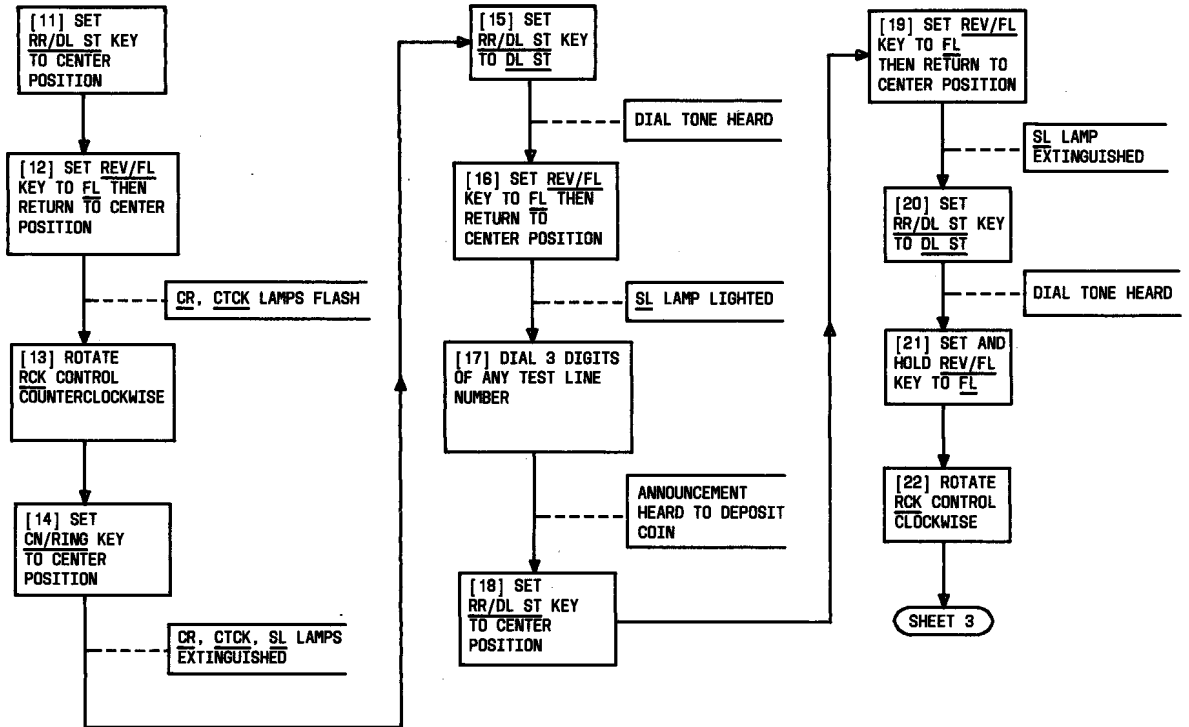 [11] SET
RR/DL ST KEY
TO CENTER
POSITION
[12] SET REV/FL
KEY TO FL THEN
RETURN TO CENTER
POSITION
CR, CTCK LAMPS FLASH
[13] ROTATE
RCK CONTROL
COUNTERCLOCKWISE
[14] SET
CN/RING KEY
TO CENTER
POSITION
CR, CTCK, SL LAMPS
EXTINGUISHED
[15] SET
RR/DL ST KEY
TO DL ST
DIAL TONE HEARD
[16] SET REV/FL
KEY TO FL THEN
RETURN TO
CENTER POSITION
SL LAMP LIGHTED
[17] DIAL 3 DIGITS
OF ANY TEST LINE
NUMBER
ANNOUNCEMENT
HEARD TO DEPOSIT
COIN
[18] SET
RR/DL ST KEY
TO CENTER
POSITION
[19] SET REV/FL
KEY TO FL
THEN RETURN TO
CENTER POSITION
SL LAMP
EXTINGUISHED
[20] SET
RR/DL ST KEY
TO DL ST
DIAL TONE HEARD
[21] SET AND
HOLD REV/FL
KEY TO FL
[22] ROTATE
RCK CONTROL
CLOCKWISE
SHEET 3